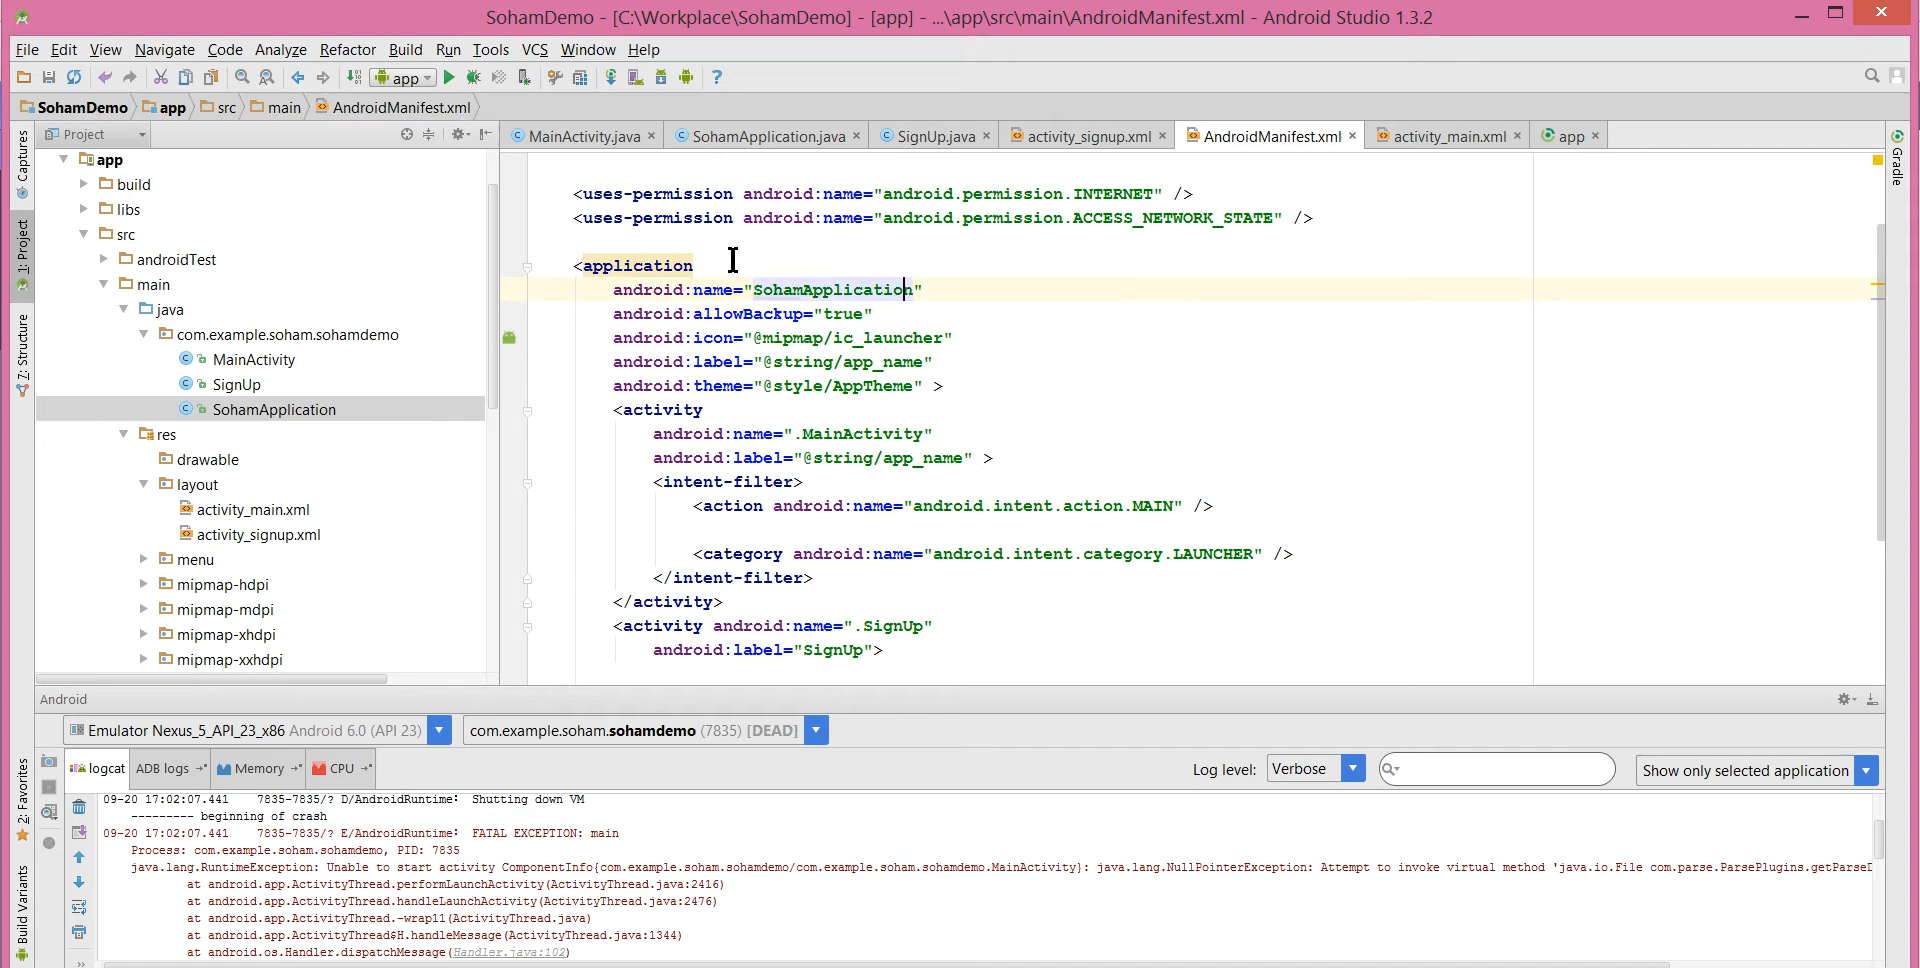 SohamDemo - [C:\Workplace\SohamDemo] - [app] - ...\app\src\main\AndroidManifest.xml - Android Studio 1.3.2
File Edit View Navigate Code Analyze Refactor Build Run Tools VCS Window Help
app
SohamDemo app src main AndroidManifest.xml
Project
MainActivity.java SohamApplication.java SignUp.java activity_signup.xml AndroidManifest.xml activity_main.xml app
Captures
1: Project
7: Structure
2: Favorites
Build Variants
Gradle
app
build
libs
src
androidTest
main
java
com.example.soham.sohamdemo
MainActivity
SignUp
SohamApplication
res
drawable
layout
activity_main.xml
activity_signup.xml
menu
mipmap-hdpi
mipmap-mdpi
mipmap-xhdpi
mipmap-xxhdpi
<uses-permission android:name="android.permission.INTERNET" />
<uses-permission android:name="android.permission.ACCESS_NETWORK_STATE" />
<application
android:name="SohamApplication"
android:allowBackup="true"
android:icon="@mipmap/ic_launcher"
android:label="@string/app_name"
android:theme="@style/AppTheme" >
<activity
android:name=".MainActivity"
android:label="@string/app_name" >
<intent-filter>
<action android:name="android.intent.action.MAIN" />
<category android:name="android.intent.category.LAUNCHER" />
</intent-filter>
</activity>
<activity android:name=".SignUp"
android:label="SignUp">
Android
Emulator Nexus_5_API_23_x86 Android 6.0 (API 23) com.example.soham.sohamdemo (7835) [DEAD]
logcat ADB logs Memory CPU Log level: Verbose Show only selected application
09-20 17:02:07.441 7835-7835/? D/AndroidRuntime: Shutting down VM
--------- beginning of crash
09-20 17:02:07.441 7835-7835/? E/AndroidRuntime: FATAL EXCEPTION: main
Process: com.example.soham.sohamdemo, PID: 7835
java.lang.RuntimeException: Unable to start activity ComponentInfo{com.example.soham.sohamdemo/com.example.soham.sohamdemo.MainActivity}: java.lang.NullPointerException: Attempt to invoke virtual method 'java.io.File com.parse.ParsePlugins.getParseD
at android.app.ActivityThread.performLaunchActivity(ActivityThread.java:2416)
at android.app.ActivityThread.handleLaunchActivity(ActivityThread.java:2476)
at android.app.ActivityThread.-wrap11(ActivityThread.java)
at android.app.ActivityThread$H.handleMessage(ActivityThread.java:1344)
at android.os.Handler.dispatchMessage(Handler.java:102)